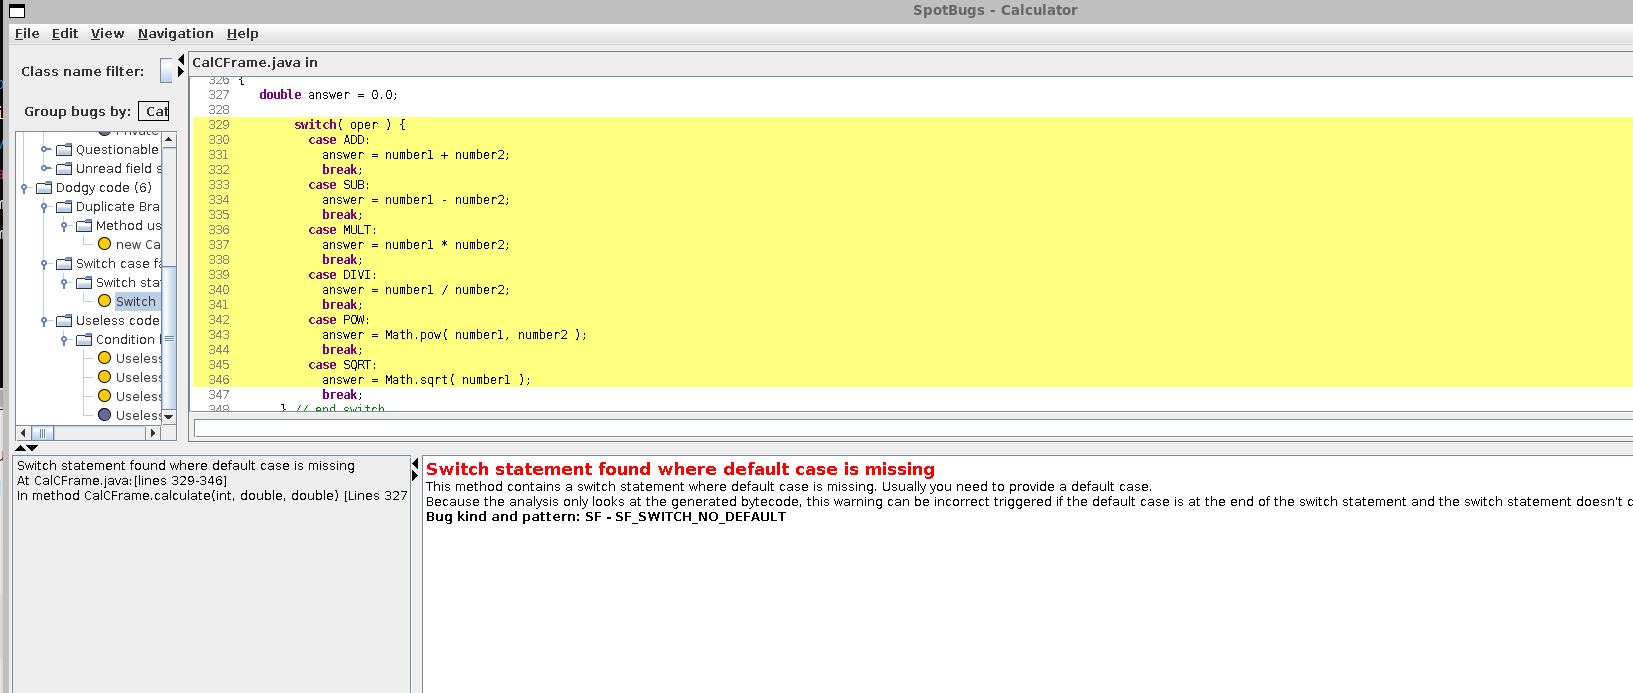 SpotBugs - Calculator
File Edit View Navigation Help
Class name filter:
Group bugs by: Cat
Private
Questionable
Unread field s
Dodgy code (6)
Duplicate Bra
Method us
new Ca
Switch case fa
Switch sta
Switch
Useless code
Condition
Useless
Useless
Useless
Useless
CalCFrame.java in
326 {
327 double answer = 0.0;
328
329 switch( oper ) {
330 case ADD:
331 answer = number1 + number2;
332 break;
333 case SUB:
334 answer = number1 - number2;
335 break;
336 case MULT:
337 answer = number1 * number2;
338 break;
339 case DIVI:
340 answer = number1 / number2;
341 break;
342 case POW:
343 answer = Math.pow( number1, number2 );
344 break;
345 case SQRT:
346 answer = Math.sqrt( number1 );
347 break;
348 } // end switch
Switch statement found where default case is missing
At CalCFrame.java:[lines 329-346]
In method CalCFrame.calculate(int, double, double) [Lines 327
Switch statement found where default case is missing
This method contains a switch statement where default case is missing. Usually you need to provide a default case.
Because the analysis only looks at the generated bytecode, this warning can be incorrect triggered if the default case is at the end of the switch statement and the switch statement doesn't
Bug kind and pattern: SF - SF_SWITCH_NO_DEFAULT